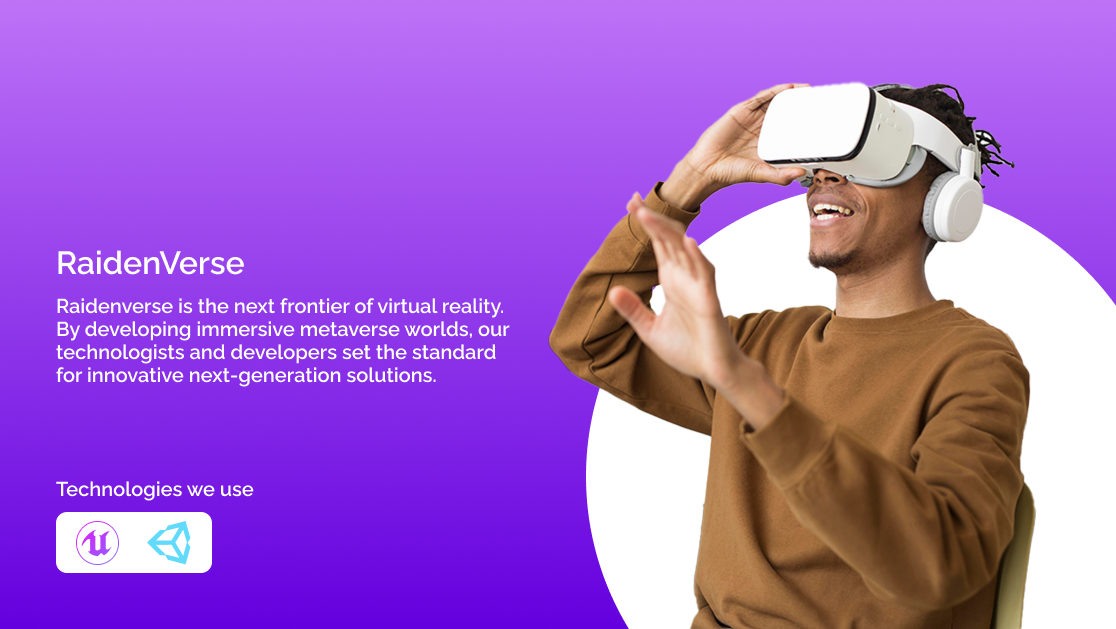 RaidenVerse
Raidenverse is the next frontier of virtual reality.
By developing immersive metaverse worlds, our
technologists and developers set the standard
for innovative next-generation solutions.
Technologies we use